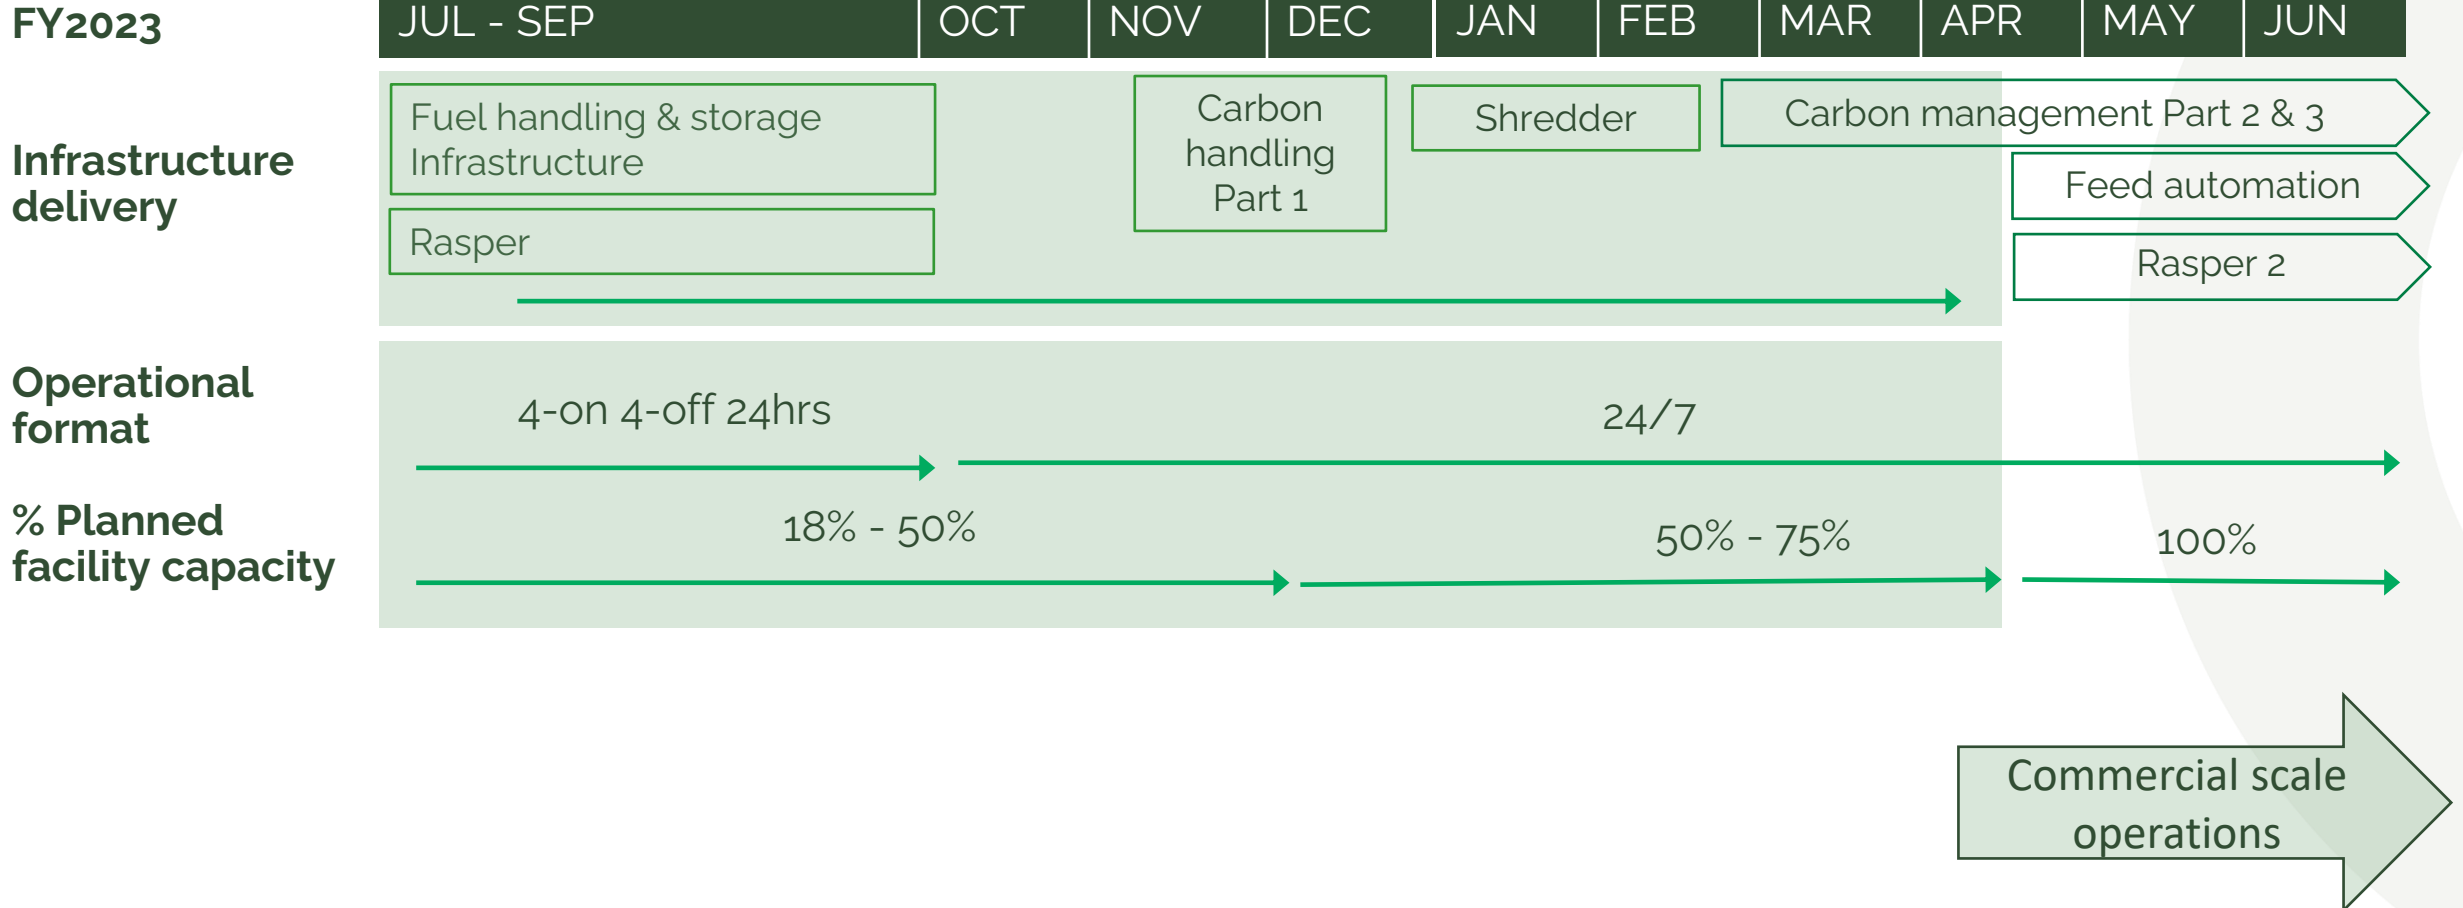 FY2023
JUL - SEP
OCT
NOV
DEC
JAN
FEB
MAR
APR
MAY
JUN
Infrastructure
delivery
Fuel handling & storage
Infrastructure
Rasper
Carbon
handling
Part 1
Shredder
Carbon management Part 2 & 3
Feed automation
Rasper 2
Operational
format
4-on 4-off 24hrs
24/7
% Planned
facility capacity
18% - 50%
50% - 75%
100%
Commercial scale
operations